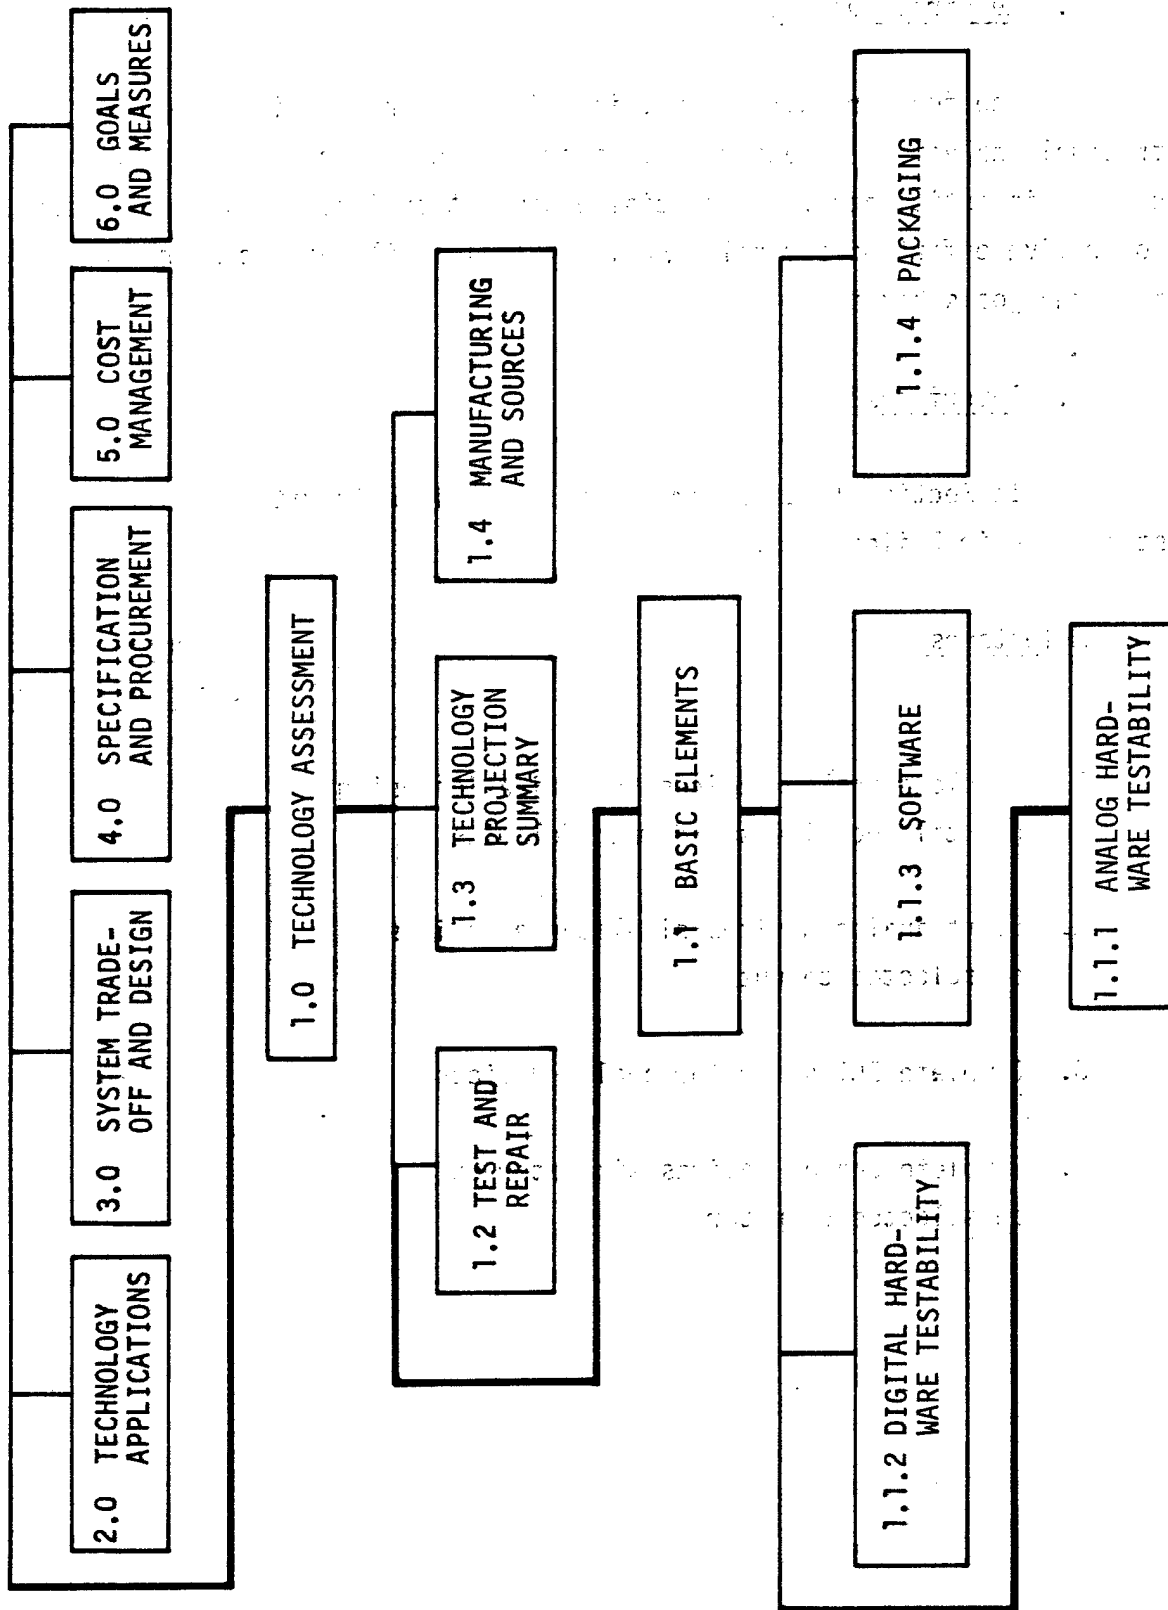 2.0 TECHNOLOGY
APPLICATIONS
3.0 SYSTEM TRADE-
OFF AND DESIGN
4.0 SPECIFICATION
AND PROCUREMENT
5.0 COST
MANAGEMENT
6.0 GOALS
AND MEASURES
1.0 TECHNOLOGY ASSESSMENT
1.2 TEST AND
REPAIR
1.3 TECHNOLOGY
PROJECTION
SUMMARY
1.4 MANUFACTURING
AND SOURCES
1.1 BASIC ELEMENTS
1.1.2 DIGITAL HARD-
WARE TESTABILITY
1.1.3 SOFTWARE
1.1.4 PACKAGING
1.1.1 ANALOG HARD-
WARE TESTABILITY